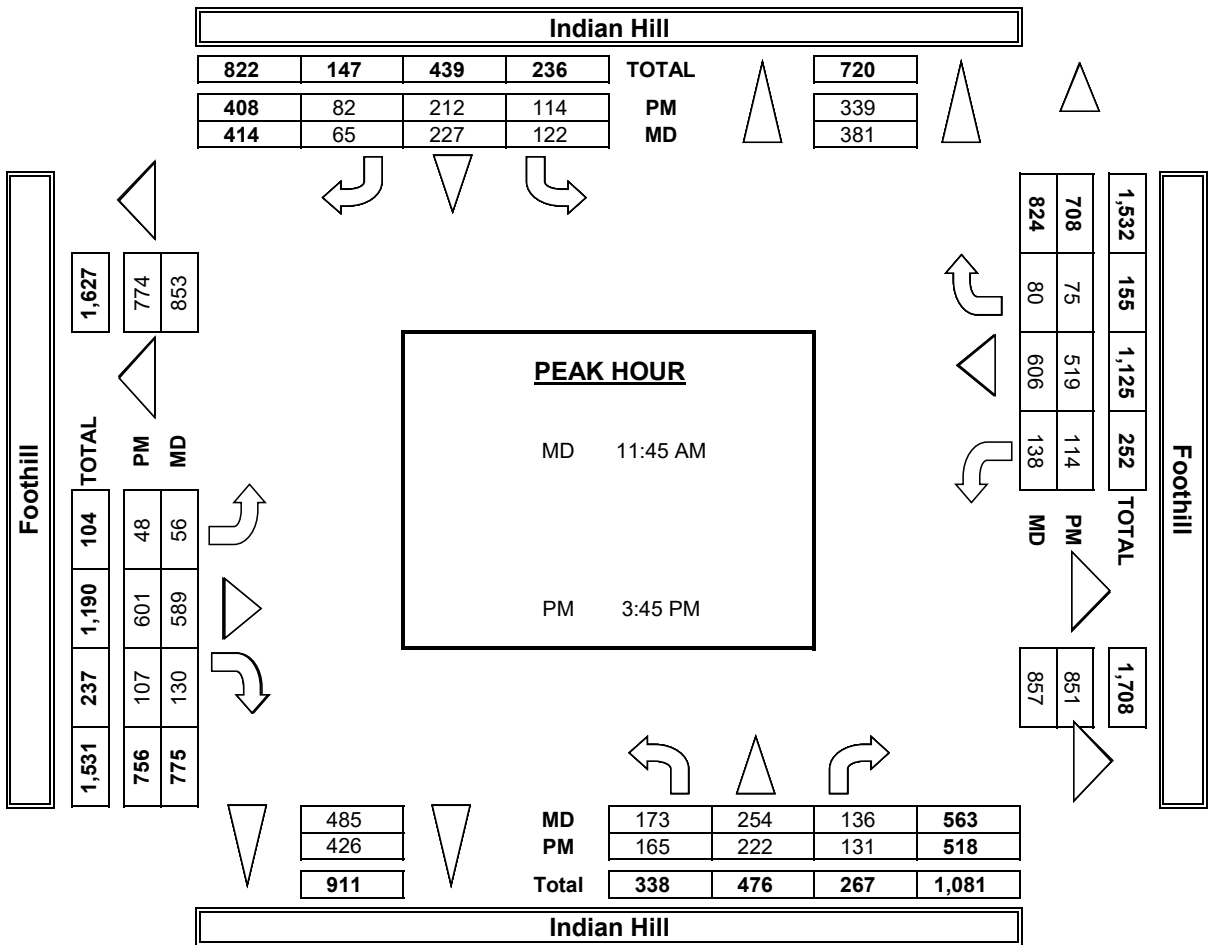 Indian Hill
822 147 439 236 TOTAL 720
408 82 212 114 PM 339
414 65 227 122 MD 381
Foothill
1,627
774
853
TOTAL
PM
MD
104 1,190 237 1,531
48 601 107 756
56 589 130 775
PEAK HOUR
MD 11:45 AM
PM 3:45 PM
1,532 155 1,125 252 TOTAL
708 75 519 114 PM
824 80 606 138 MD
1,708
851
857
Foothill
485 MD 173 254 136 563
426 PM 165 222 131 518
911 Total 338 476 267 1,081
Indian Hill